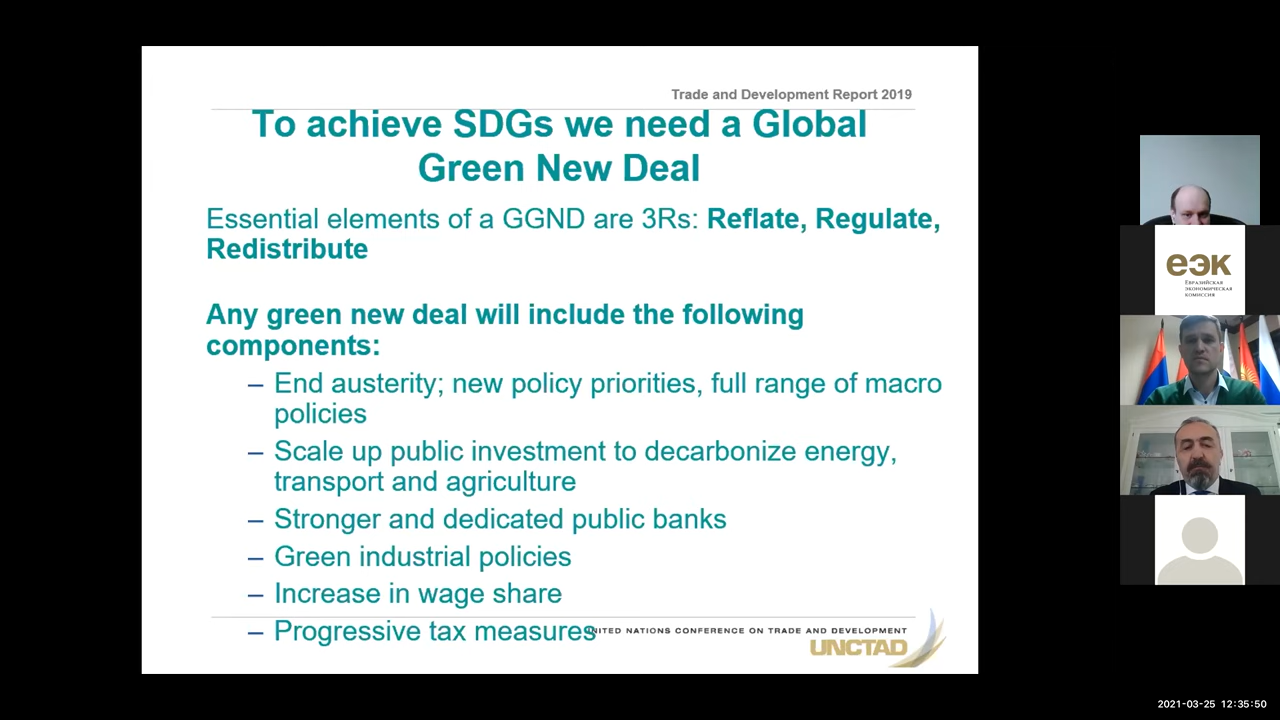 Trade and Development Report 2019
To achieve SDGs we need a Global
Green New Deal
Essential elements of a GGND are 3Rs: Reflate, Regulate,
Redistribute
Any green new deal will include the following
components:
– End austerity; new policy priorities, full range of macro
policies
– Scale up public investment to decarbonize energy,
transport and agriculture
– Stronger and dedicated public banks
– Green industrial policies
– Increase in wage share
– Progressive tax measures
NITED NATIONS CONFERENCE ON TRADE AND DEVELOPMENT
UNCTAD
еэк
ЕВРАЗИЙСКАЯ
ЭКОНОМИЧЕСКАЯ
КОМИССИЯ
2021-03-25 12:35:50